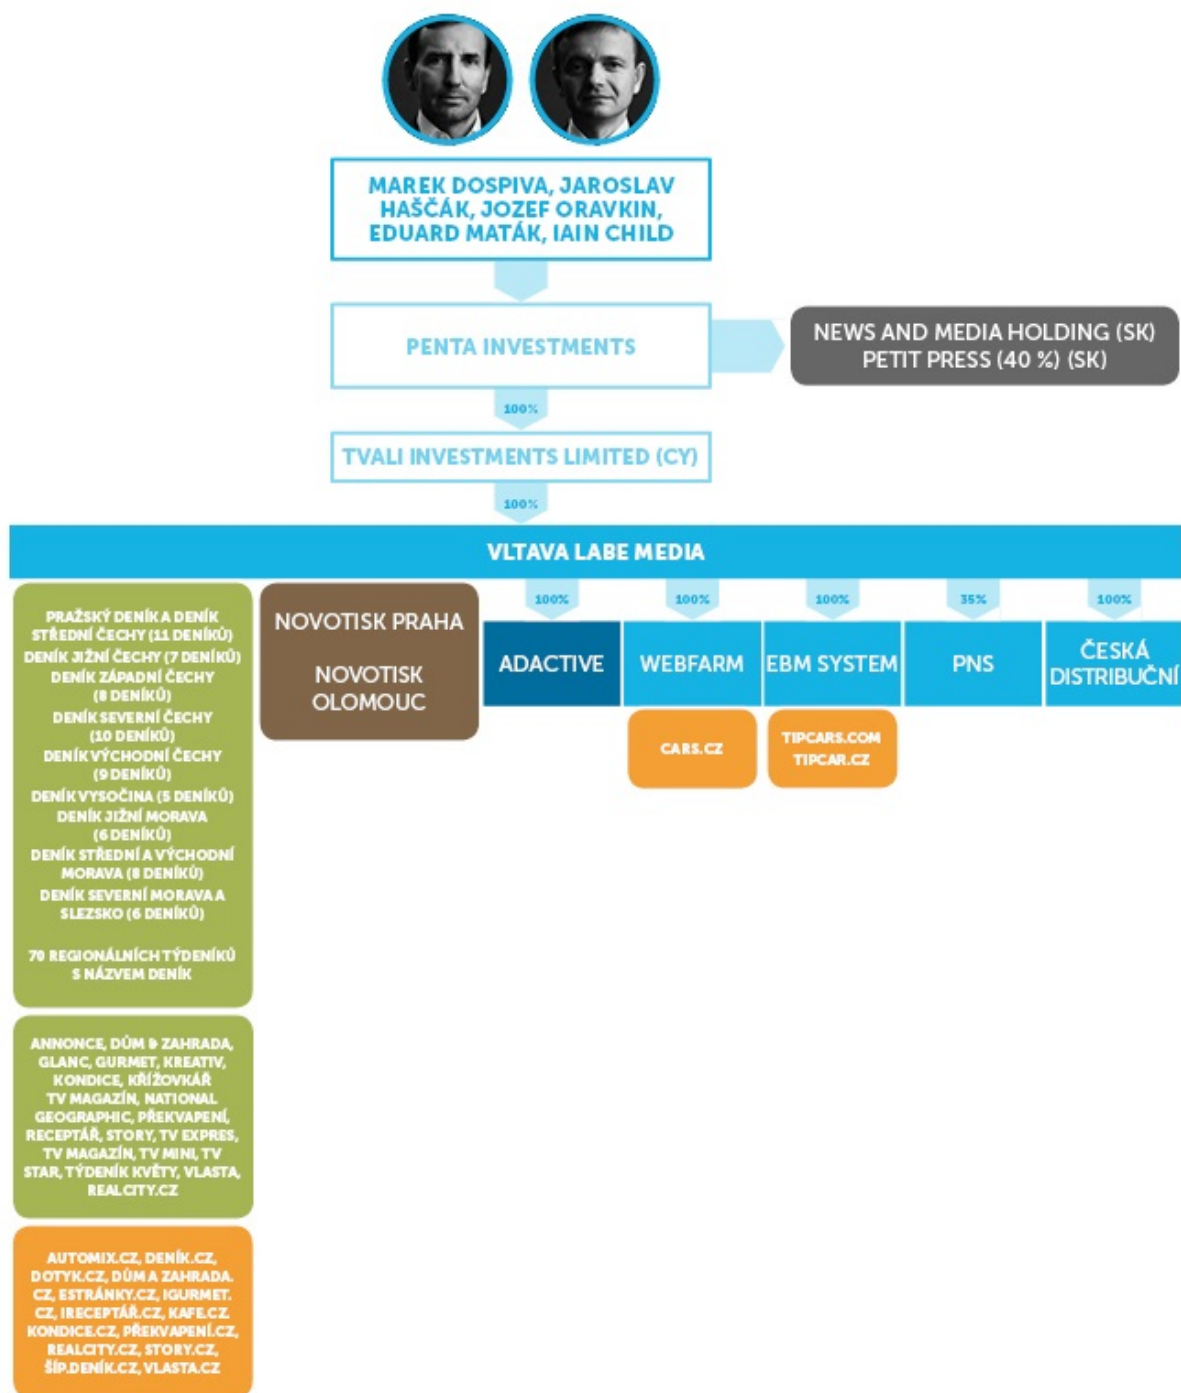 MAREK DOSPIVA, JAROSLAV
HAŠČÁK, JOZEF ORAVKIN,
EDUARD MATÁK, IAIN CHILD
PENTA INVESTMENTS
NEWS AND MEDIA HOLDING (SK)
PETIT PRESS (40 %) (SK)
100%
TVALI INVESTMENTS LIMITED (CY)
100%
VLTAVA LABE MEDIA
PRAŽSKÝ DENÍK A DENÍK
STŘEDNÍ ČECHY (11 DENÍKŮ)
DENÍK JIŽNÍ ČECHY (7 DENÍKŮ)
DENÍK ZÁPADNÍ ČECHY
(8 DENÍKŮ)
DENÍK SEVERNÍ ČECHY
(10 DENÍKŮ)
DENÍK VÝCHODNÍ ČECHY
(9 DENÍKŮ)
DENÍK VYSOČINA (5 DENÍKŮ)
DENÍK JIŽNÍ MORAVA
(6 DENÍKŮ)
DENÍK STŘEDNÍ A VÝCHODNÍ
MORAVA (8 DENÍKŮ)
DENÍK SEVERNÍ MORAVA A
SLEZSKO (6 DENÍKŮ)
70 REGIONÁLNÍCH TÝDENÍKŮ
S NÁZVEM DENÍK
NOVOTISK PRAHA
NOVOTISK
OLOMOUC
100%
ADACTIVE
100%
WEBFARM
CARS.CZ
100%
EBM SYSTEM
TIPCARS.COM
TIPCAR.CZ
35%
PNS
100%
ČESKÁ
DISTRIBUČNÍ
ANNONCE, DŮM & ZAHRADA,
GLANC, GURMET, KREATIV,
KONDICE, KŘÍŽOVKÁŘ
TV MAGAZÍN, NATIONAL
GEOGRAPHIC, PŘEKVAPENÍ,
RECEPTÁŘ, STORY, TV EXPRES,
TV MAGAZÍN, TV MINI, TV
STAR, TÝDENÍK KVĚTY, VLASTA,
REALCITY.CZ
AUTOMIX.CZ, DENÍK.CZ,
DOTYK.CZ, DŮM A ZAHRADA.
CZ, ESTRÁNKY.CZ, IGURMET.
CZ, IRECEPTÁŘ.CZ, KAFE.CZ.
KONDICE.CZ, PŘEKVAPENÍ.CZ,
REALCITY.CZ, STORY.CZ,
ŠÍP.DENÍK.CZ, VLASTA.CZ